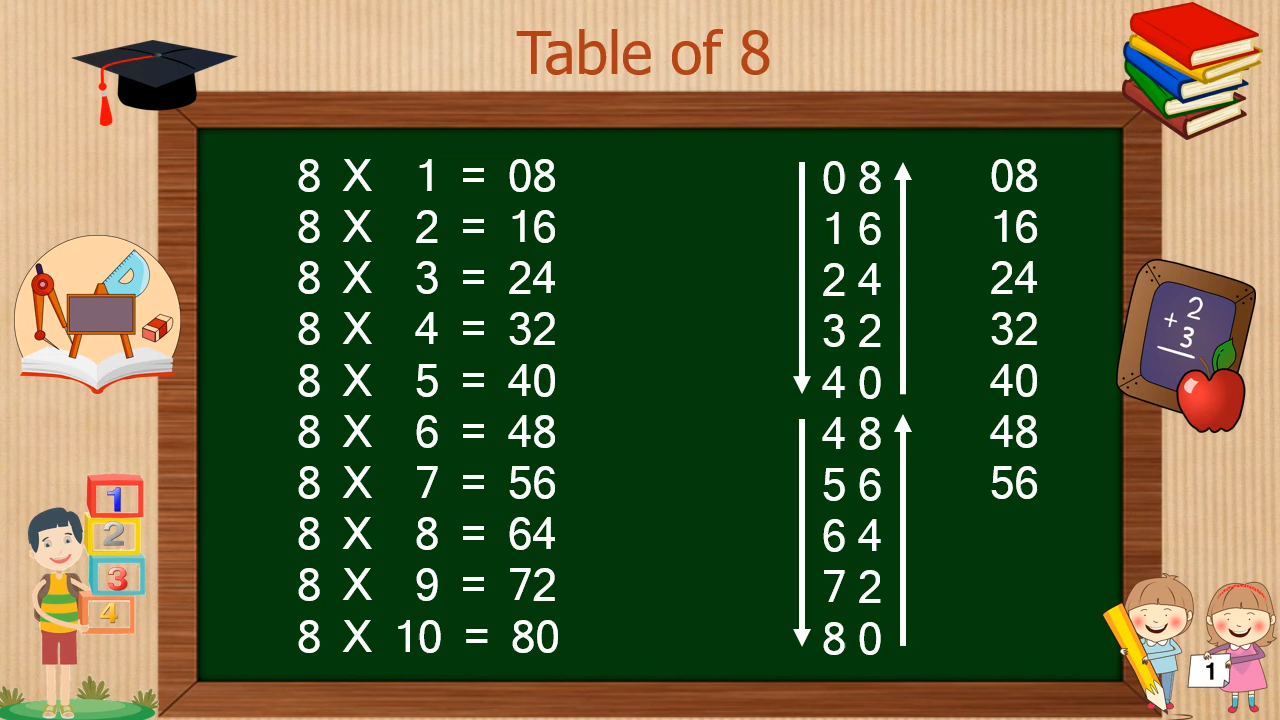 Table of 8
8 X 1 = 08
8 X 2 = 16
8 X 3 = 24
8 X 4 = 32
8 X 5 = 40
8 X 6 = 48
8 X 7 = 56
8 X 8 = 64
8 X 9 = 72
8 X 10 = 80
0 8
1 6
2 4
3 2
4 0
4 8
5 6
6 4
7 2
8 0
08
16
24
32
40
48
56
2
+ 3
1
2
3
4
1